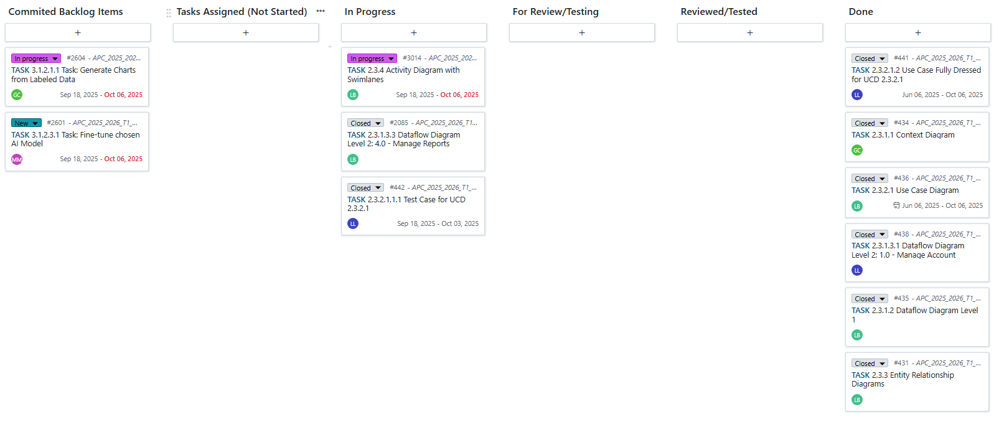 Commited Backlog Items
+
In progress #2604 - APC_2025_202...
TASK 3.1.2.1.1 Task: Generate Charts
from Labeled Data
GC Sep 18, 2025 - Oct 06, 2025
New #2601 - APC_2025_2026_T1_...
TASK 3.1.2.3.1 Task: Fine-tune chosen
AI Model
MM Sep 18, 2025 - Oct 06, 2025
Tasks Assigned (Not Started) •••
+
In Progress
+
In progress #3014 - APC_2025_202...
TASK 2.3.4 Activity Diagram with
Swimlanes
LB Sep 18, 2025 - Oct 06, 2025
Closed #2085 - APC_2025_2026_T1...
TASK 2.3.1.3.3 Dataflow Diagram
Level 2: 4.0 - Manage Reports
LB
Closed #442 - APC_2025_2026_T1_...
TASK 2.3.2.1.1.1 Test Case for UCD
2.3.2.1
LL Sep 18, 2025 - Oct 03, 2025
For Review/Testing
+
Reviewed/Tested
+
Done
+
Closed #441 - APC_2025_2026_T1_...
TASK 2.3.2.1.2 Use Case Fully Dressed
for UCD 2.3.2.1
LL Jun 06, 2025 - Oct 06, 2025
Closed #434 - APC_2025_2026_T1_...
TASK 2.3.1.1 Context Diagram
GC
Closed #436 - APC_2025_2026_T1_...
TASK 2.3.2.1 Use Case Diagram
LB Jun 06, 2025 - Oct 06, 2025
Closed #438 - APC_2025_2026_T1_...
TASK 2.3.1.3.1 Dataflow Diagram
Level 2: 1.0 - Manage Account
LL
Closed #435 - APC_2025_2026_T1_...
TASK 2.3.1.2 Dataflow Diagram Level
1
LB
Closed #431 - APC_2025_2026_T1_...
TASK 2.3.3 Entity Relationship
Diagrams
LB